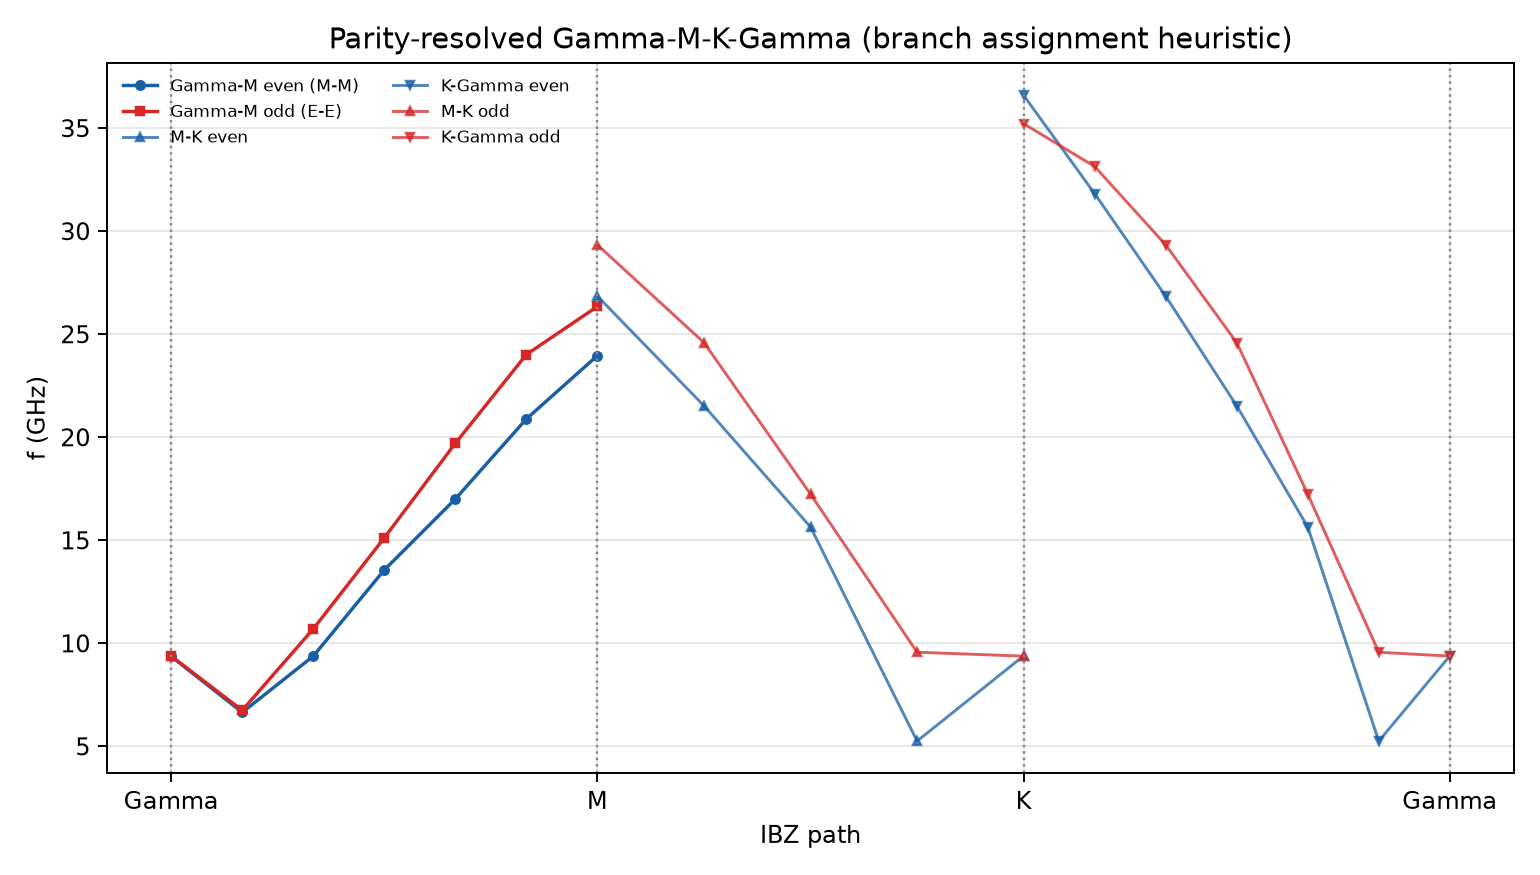 Parity-resolved Gamma-M-K-Gamma (branch assignment heuristic)
Gamma-M even (M-M)
Gamma-M odd (E-E)
M-K even
K-Gamma even
M-K odd
K-Gamma odd
f (GHz)
35
30
25
20
15
10
5
Gamma
M
K
Gamma
IBZ path